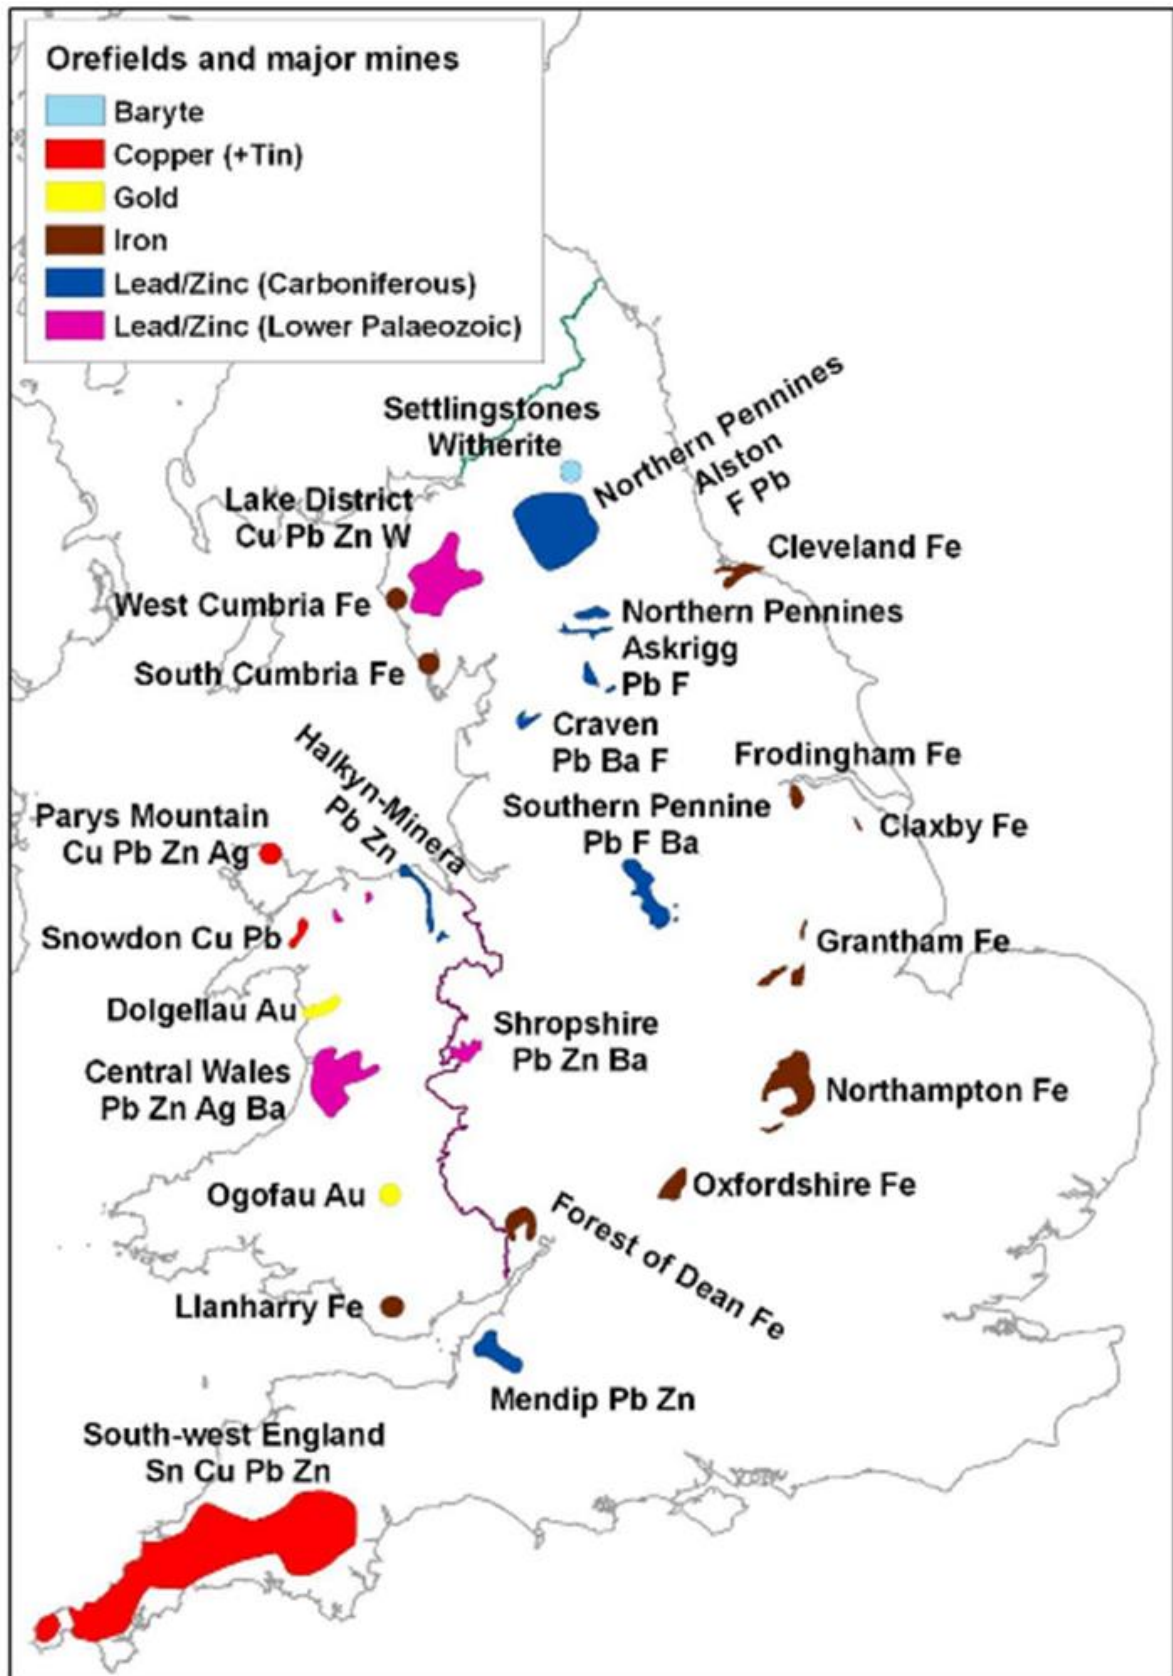 Orefields and major mines
Baryte
Copper (+Tin)
Gold
Iron
Lead/Zinc (Carboniferous)
Lead/Zinc (Lower Palaeozoic)
Settlingstones
Witherite
Northern Pennines
Alston
F Pb
Lake District
Cu Pb Zn W
Cleveland Fe
West Cumbria Fe
Northern Pennines
Askrigg
Pb F
South Cumbria Fe
Craven
Pb Ba F
Frodingham Fe
Halkyn-Minera
Pb Zn
Southern Pennine
Pb F Ba
Parys Mountain
Cu Pb Zn Ag
Claxby Fe
Snowdon Cu Pb
Grantham Fe
Dolgellau Au
Shropshire
Pb Zn Ba
Central Wales
Pb Zn Ag Ba
Northampton Fe
Ogofau Au
Oxfordshire Fe
Forest of Dean Fe
Llanharry Fe
Mendip Pb Zn
South-west England
Sn Cu Pb Zn